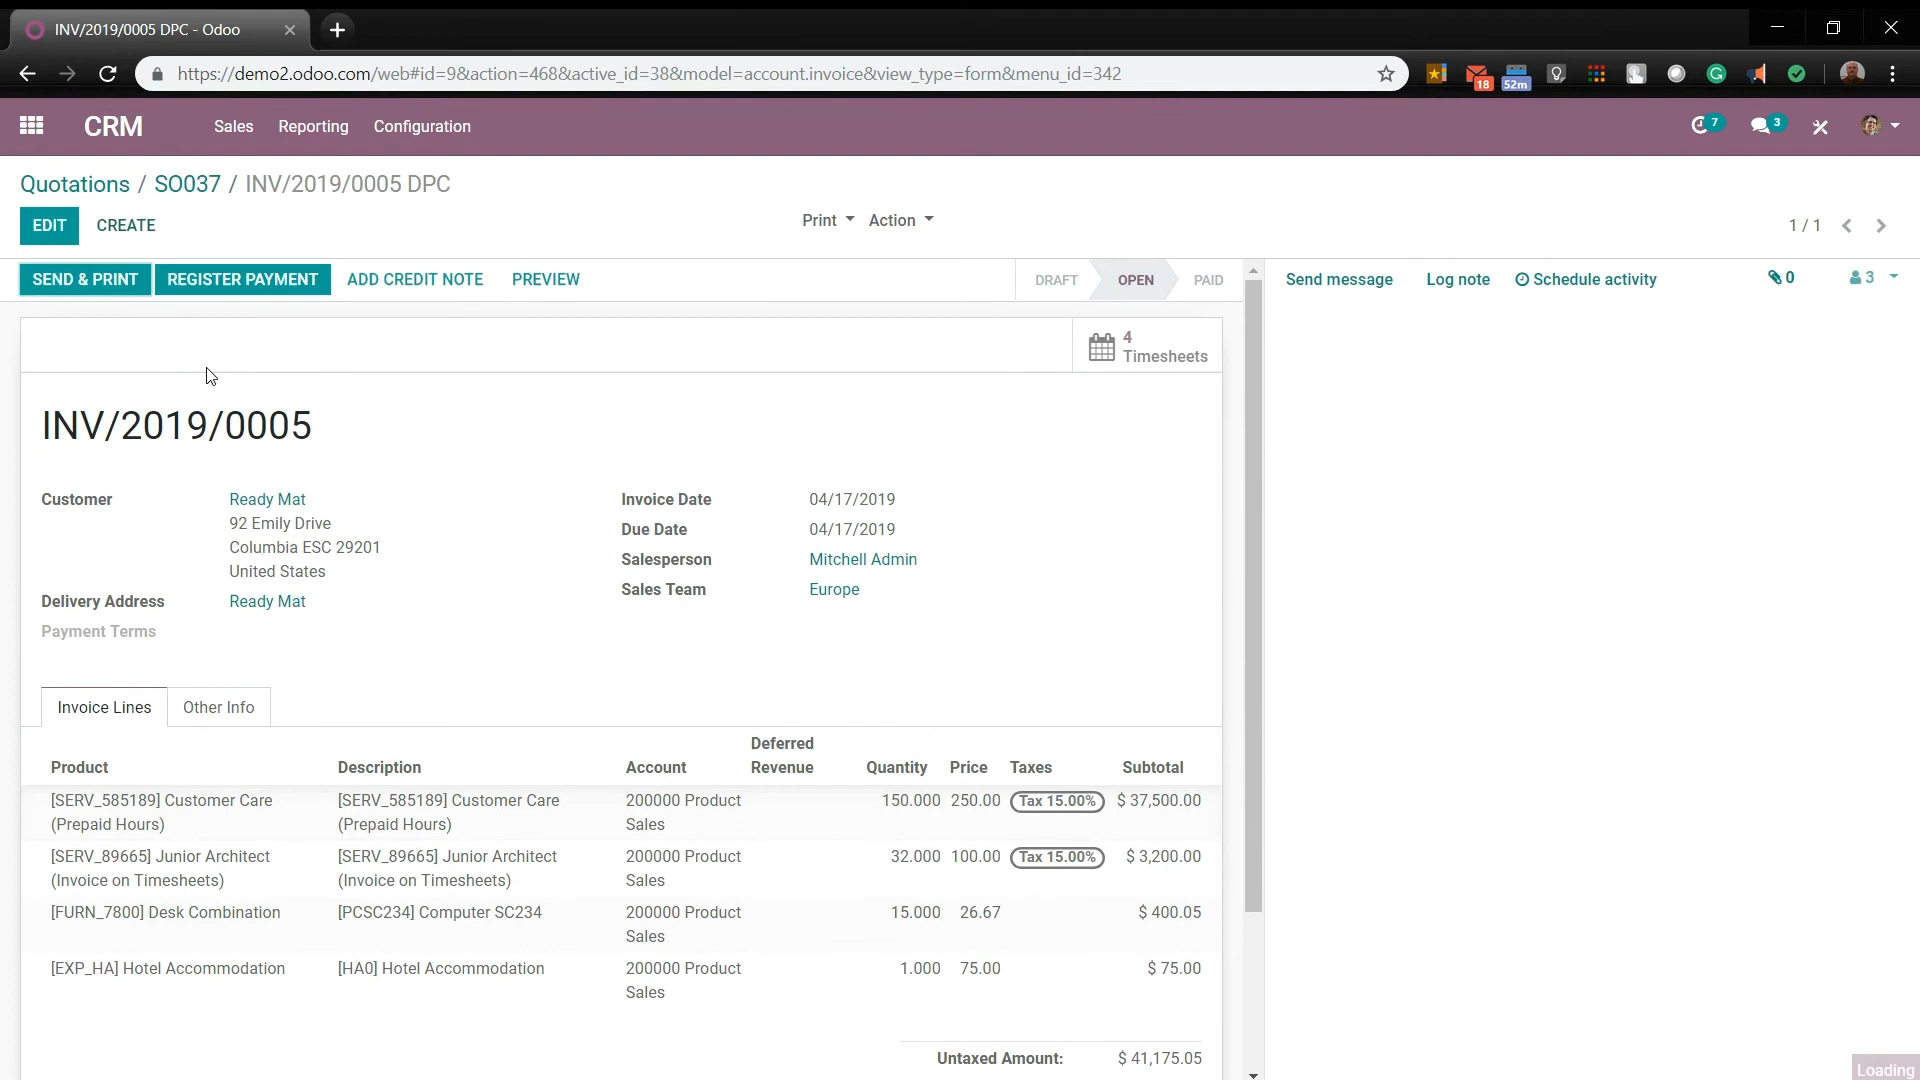 INV/2019/0005 DPC - Odoo
https://demo2.odoo.com/web#id=9&action=468&active_id=38&model=account.invoice&view_type=form&menu_id=342
18
52m
CRM
Sales
Reporting
Configuration
7
3
Quotations / SO037 / INV/2019/0005 DPC
EDIT
CREATE
Print
Action
1 / 1
SEND & PRINT
REGISTER PAYMENT
ADD CREDIT NOTE
PREVIEW
DRAFT
OPEN
PAID
Send message
Log note
Schedule activity
0
3
4
Timesheets
INV/2019/0005
Customer
Ready Mat
92 Emily Drive
Columbia ESC 29201
United States
Delivery Address
Ready Mat
Payment Terms
Invoice Date
04/17/2019
Due Date
04/17/2019
Salesperson
Mitchell Admin
Sales Team
Europe
Invoice Lines
Other Info
Product
Description
Account
Deferred
Revenue
Quantity
Price
Taxes
Subtotal
[SERV_585189] Customer Care
(Prepaid Hours)
[SERV_585189] Customer Care
(Prepaid Hours)
200000 Product
Sales
150.000
250.00
Tax 15.00%
$ 37,500.00
[SERV_89665] Junior Architect
(Invoice on Timesheets)
[SERV_89665] Junior Architect
(Invoice on Timesheets)
200000 Product
Sales
32.000
100.00
Tax 15.00%
$ 3,200.00
[FURN_7800] Desk Combination
[PCSC234] Computer SC234
200000 Product
Sales
15.000
26.67
$ 400.05
[EXP_HA] Hotel Accommodation
[HA0] Hotel Accommodation
200000 Product
Sales
1.000
75.00
$ 75.00
Untaxed Amount:
$ 41,175.05
Loading